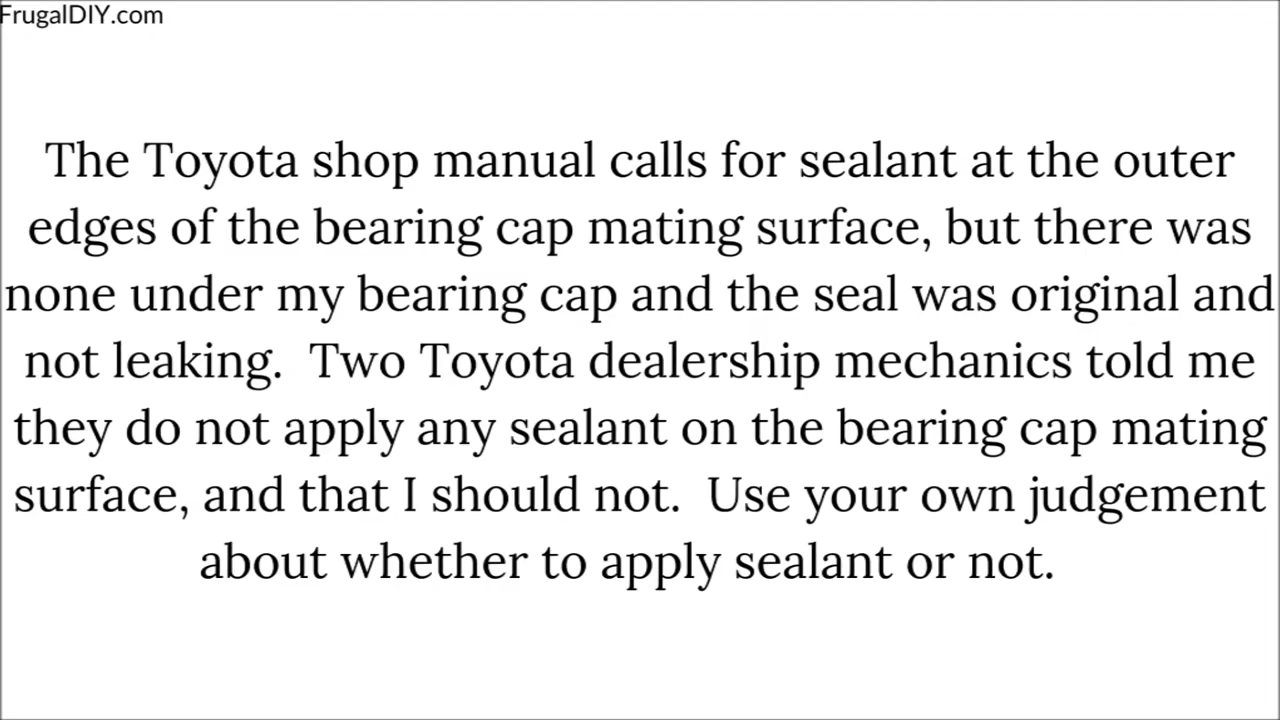 FrugalDIY.com
The Toyota shop manual calls for sealant at the outer
edges of the bearing cap mating surface, but there was
none under my bearing cap and the seal was original and
not leaking.  Two Toyota dealership mechanics told me
they do not apply any sealant on the bearing cap mating
surface, and that I should not.  Use your own judgement
about whether to apply sealant or not.